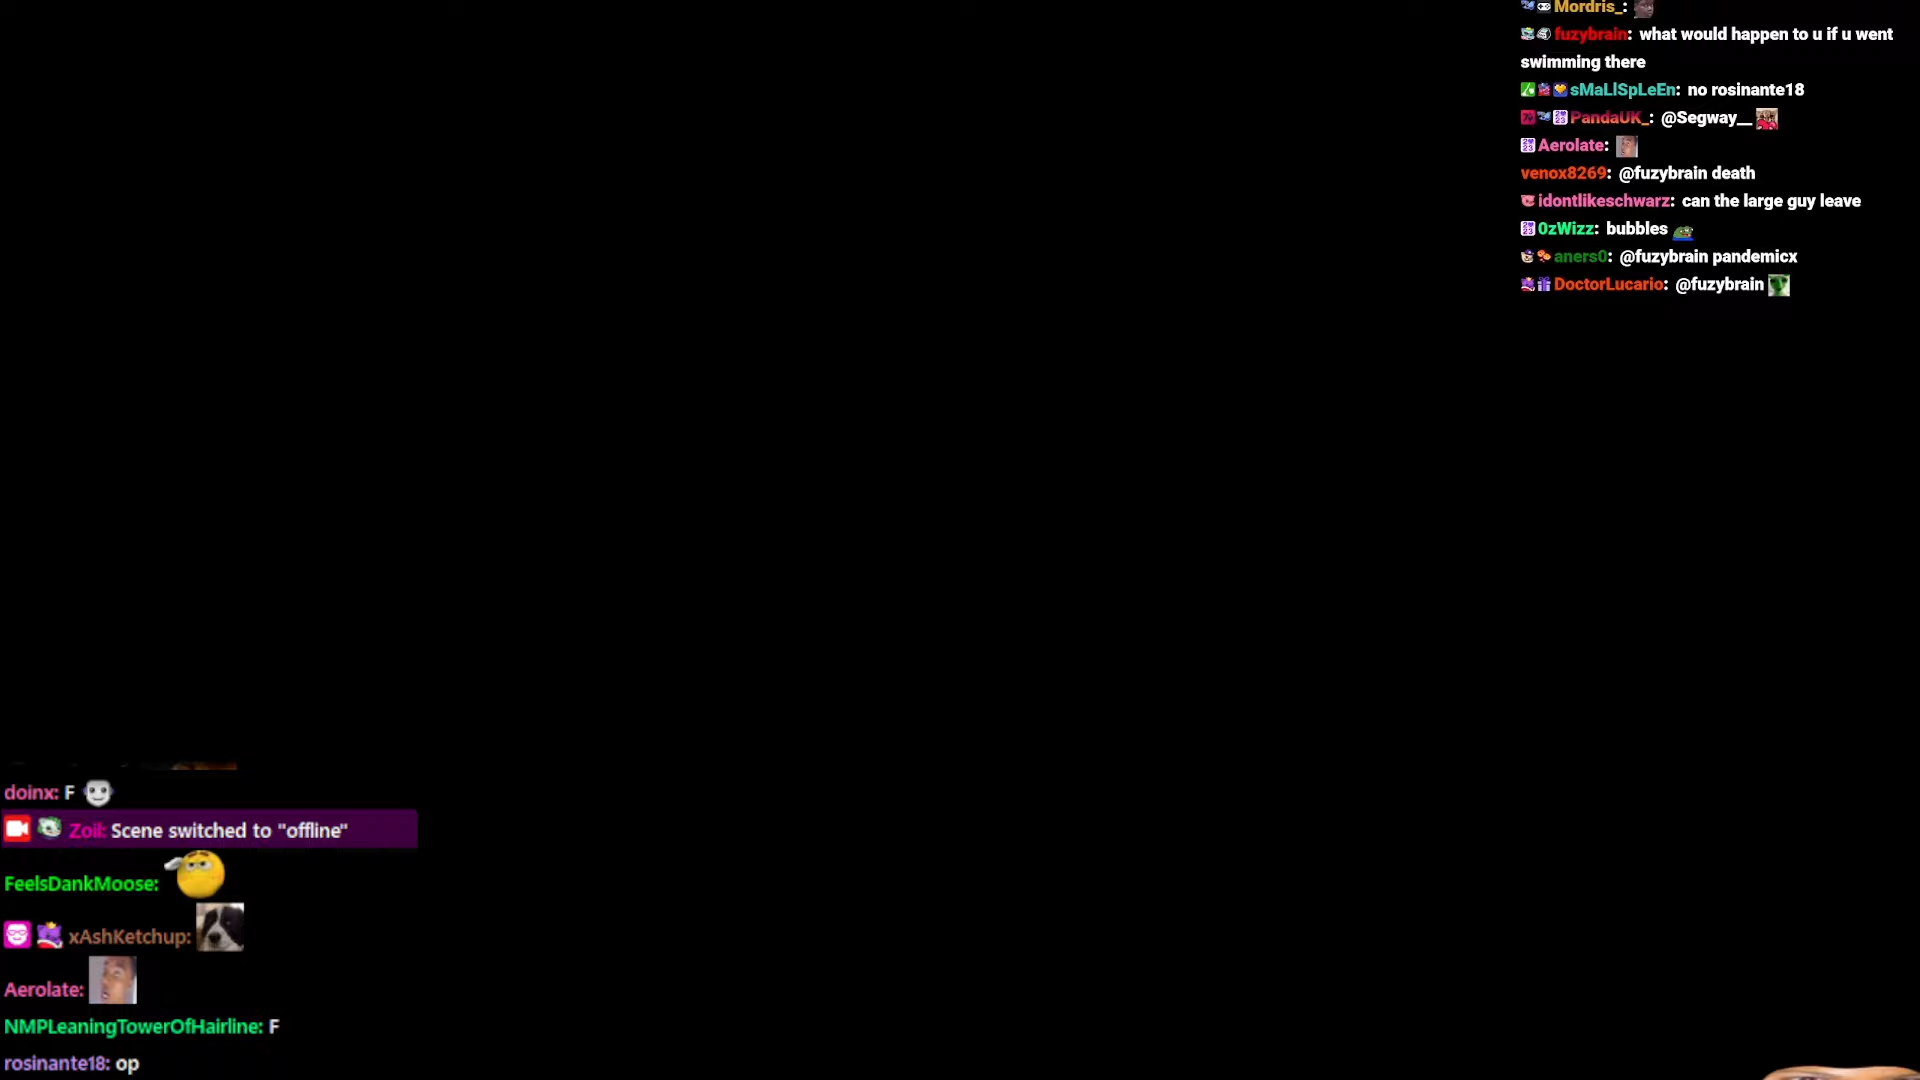 Mordris_:
fuzybrain: what would happen to u if u went
swimming there
sMaLlSpLeEn: no rosinante18
PandaUK_: @Segway__
Aerolate:
venox8269: @fuzybrain death
idontlikeschwarz: can the large guy leave
0zWizz: bubbles
aners0: @fuzybrain pandemicx
DoctorLucario: @fuzybrain
doinx: F
Zoil: Scene switched to "offline"
FeelsDankMoose:
xAshKetchup:
Aerolate:
NMPLeaningTowerOfHairline: F
rosinante18: op